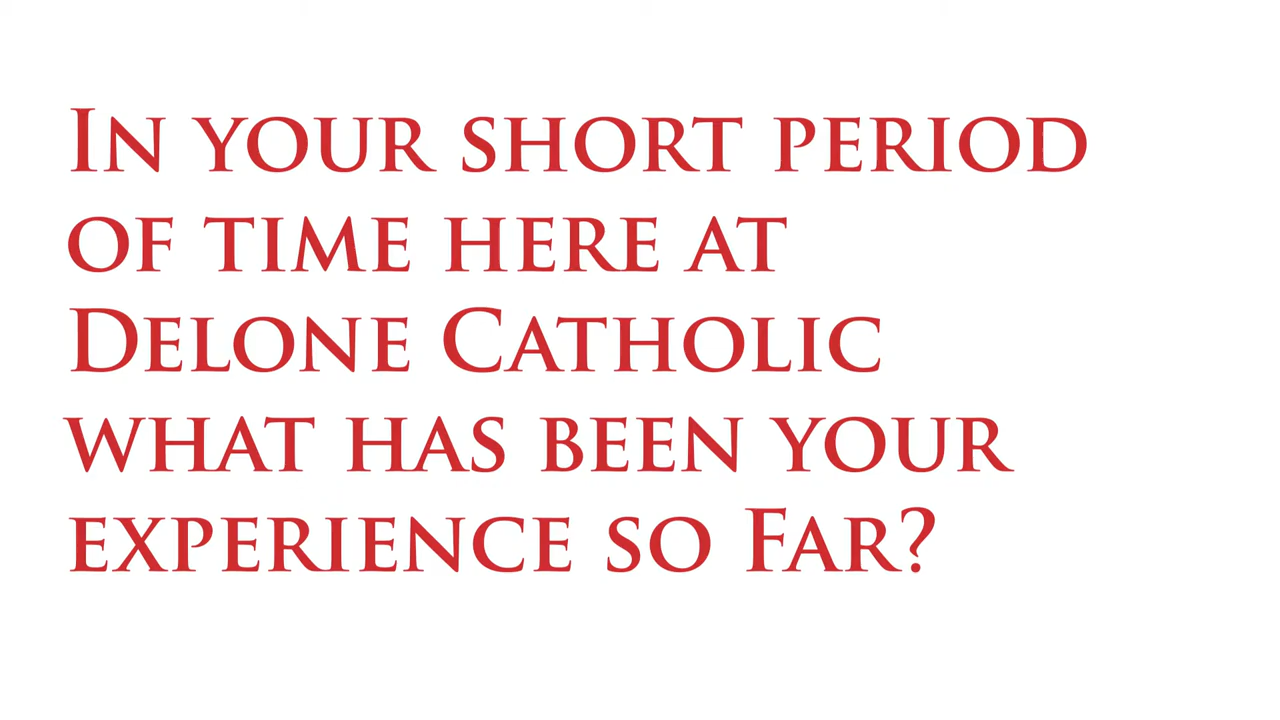 In your short period
of time here at
Delone Catholic
what has been your
experience so Far?